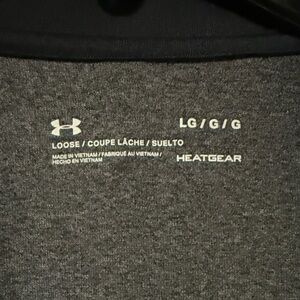 LG / G / G
LOOSE / COUPE LÂCHE / SUELTO
MADE IN VIETNAM / FABRIQUÉ AU VIETNAM /
HECHO EN VIETNAM
HEATGEAR